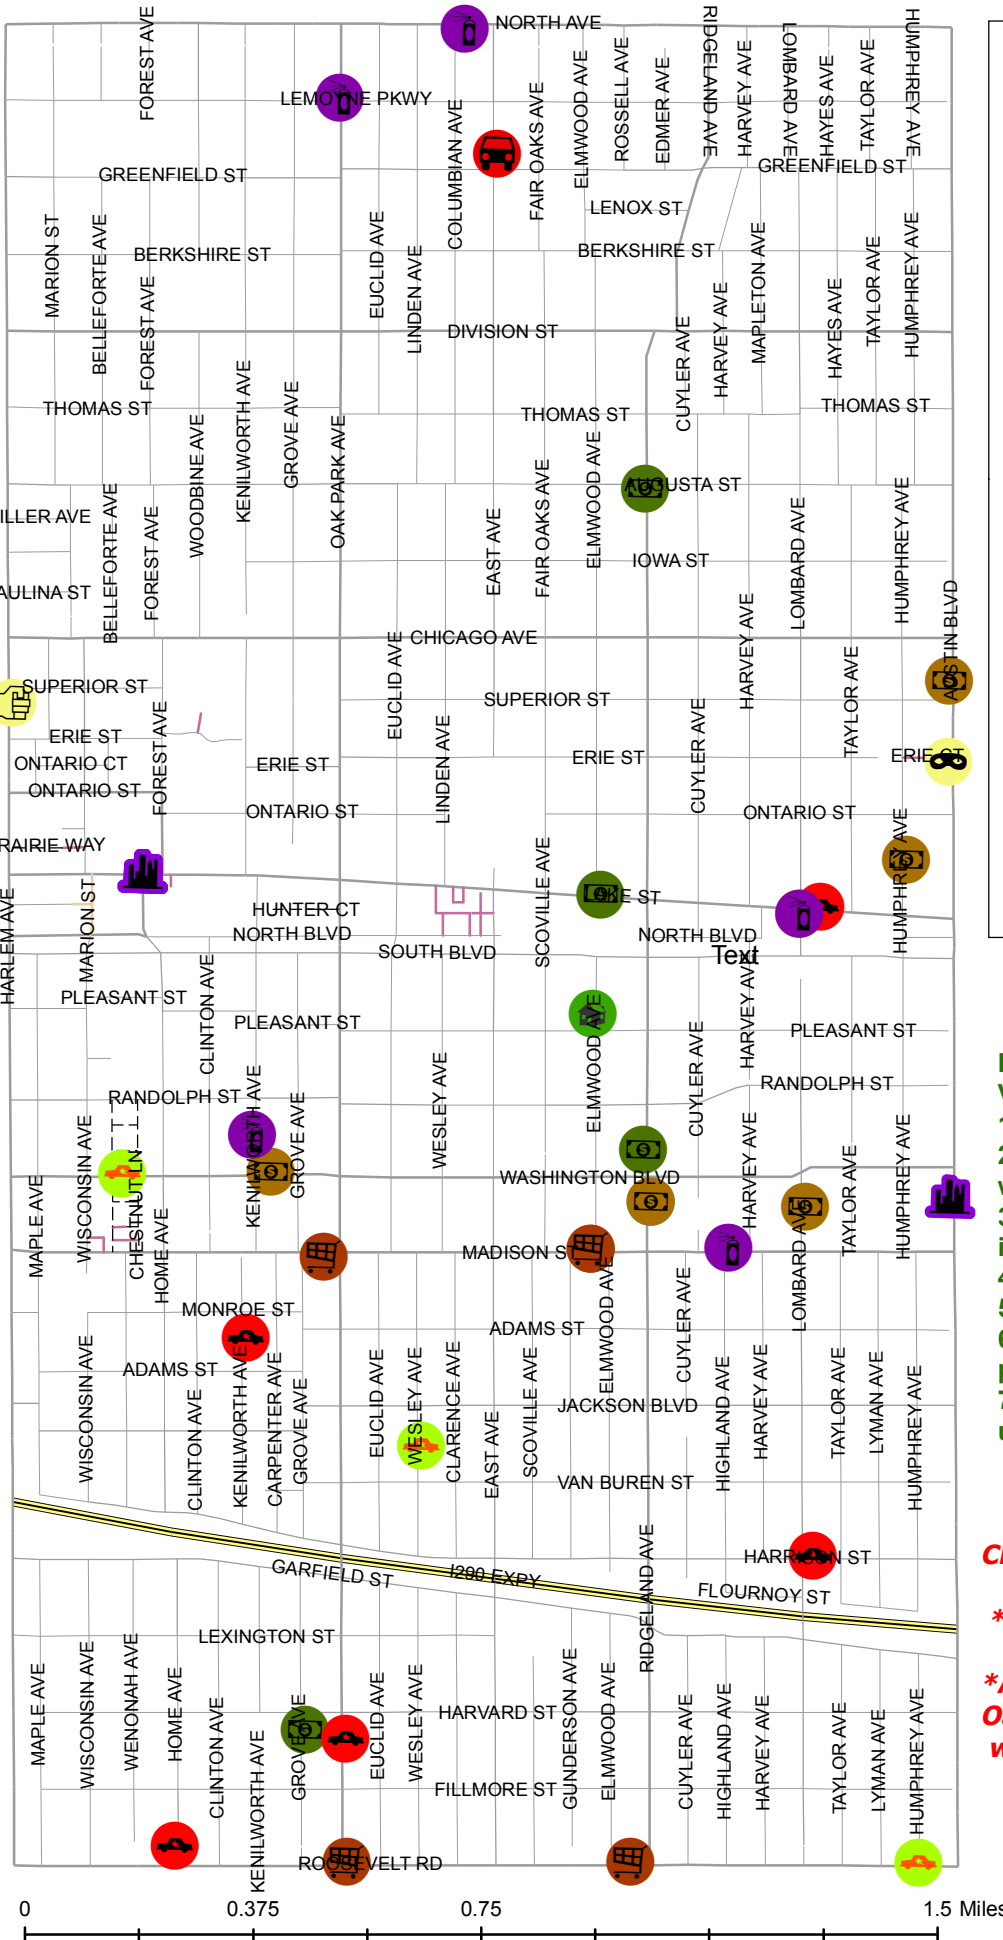 NORTH AVE
FOREST AVE
LEMOYNE PKWY
COLUMBIAN AVE
FAIR OAKS AVE
ELMWOOD AVE
ROSSELL AVE
EDMER AVE
RIDGELAND AVE
HARVEY AVE
LOMBARD AVE
HAYES AVE
TAYLOR AVE
HUMPHREY AVE
GREENFIELD ST
GREENFIELD ST
LENOX ST
MARION ST
BELLEFORTE AVE
BERKSHIRE ST
FOREST AVE
EUCLID AVE
LINDEN AVE
BERKSHIRE ST
DIVISION ST
CUYLER AVE
HARVEY AVE
MAPLETON AVE
HAYES AVE
TAYLOR AVE
HUMPHREY AVE
THOMAS ST
THOMAS ST
THOMAS ST
WOODBINE AVE
KENILWORTH AVE
GROVE AVE
OAK PARK AVE
AUGUSTA ST
ILLER AVE
BELLEFORTE AVE
FOREST AVE
EAST AVE
FAIR OAKS AVE
ELMWOOD AVE
IOWA ST
LOMBARD AVE
HUMPHREY AVE
AULINA ST
CHICAGO AVE
HARVEY AVE
AUSTIN BLVD
SUPERIOR ST
EUCLID AVE
SUPERIOR ST
TAYLOR AVE
ERIE ST
FOREST AVE
ONTARIO CT
ERIE ST
ERIE ST
ERIE ST
ONTARIO ST
LINDEN AVE
CUYLER AVE
ONTARIO ST
ONTARIO ST
RAIRIE WAY
HARLEM AVE
MARION ST
SCOVILLE AVE
LAKE ST
HUMPHREY AVE
HUNTER CT
NORTH BLVD
NORTH BLVD
SOUTH BLVD
Text
PLEASANT ST
CLINTON AVE
PLEASANT ST
ELMWOOD AVE
CUYLER AVE
HARVEY AVE
PLEASANT ST
RANDOLPH ST
RANDOLPH ST
MAPLE AVE
WISCONSIN AVE
CHESTNUT LN
HOME AVE
KENILWORTH AVE
GROVE AVE
WESLEY AVE
WASHINGTON BLVD
HARVEY AVE
LOMBARD AVE
TAYLOR AVE
HUMPHREY AVE
MADISON ST
MONROE ST
ADAMS ST
ELMWOOD AVE
CUYLER AVE
ADAMS ST
WISCONSIN AVE
CLINTON AVE
KENILWORTH AVE
CARPENTER AVE
GROVE AVE
EUCLID AVE
WESLEY AVE
CLARENCE AVE
EAST AVE
SCOVILLE AVE
JACKSON BLVD
HIGHLAND AVE
HARVEY AVE
TAYLOR AVE
LYMAN AVE
HUMPHREY AVE
VAN BUREN ST
HARRISON ST
GARFIELD ST
I290 EXPY
RIDGELAND AVE
FLOURNOY ST
LEXINGTON ST
MAPLE AVE
WISCONSIN AVE
WENONAH AVE
HOME AVE
CLINTON AVE
KENILWORTH AVE
GROVE AVE
EUCLID AVE
WESLEY AVE
HARVARD ST
GUNDERSON AVE
ELMWOOD AVE
CUYLER AVE
HIGHLAND AVE
HARVEY AVE
TAYLOR AVE
LYMAN AVE
HUMPHREY AVE
FILLMORE ST
ROOSEVELT RD
0
0.375
0.75
1.5 Miles